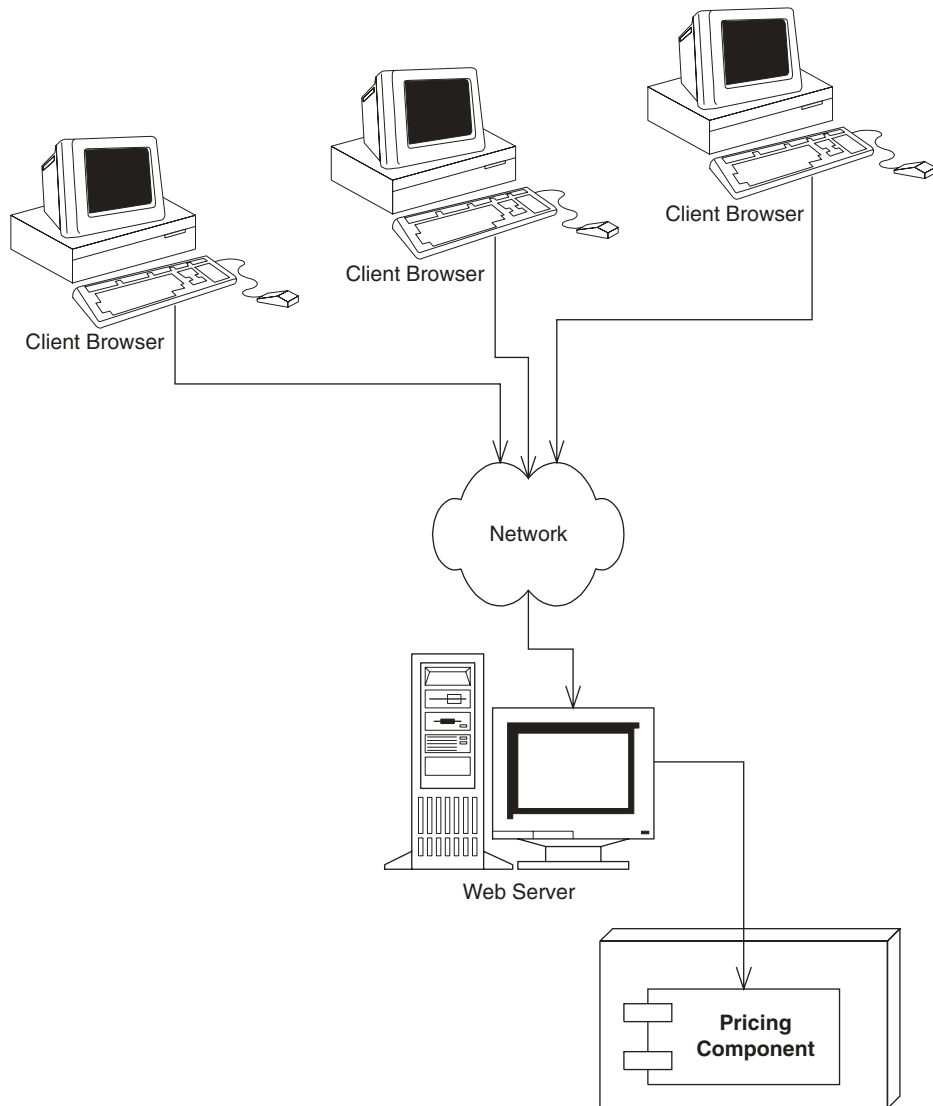 Client Browser
Client Browser
Client Browser
Network
Web Server
Pricing
Component